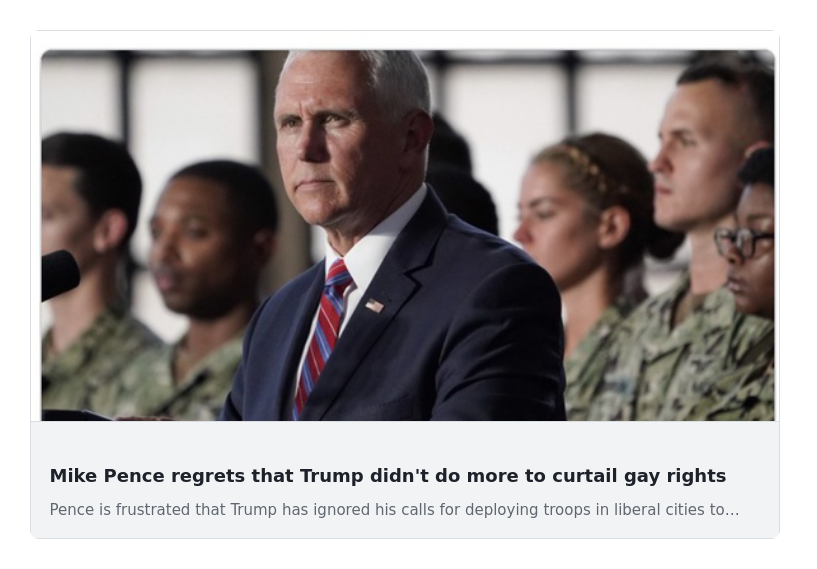 Mike Pence regrets that Trump didn't do more to curtail gay rights
Pence is frustrated that Trump has ignored his calls for deploying troops in liberal cities to...